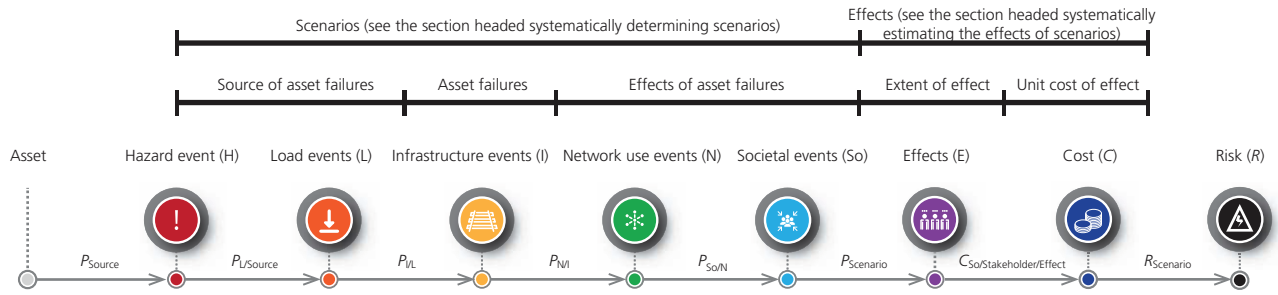 Scenarios (see the section headed systematically determining scenarios)
Effects (see the section headed systematically
estimating the effects of scenarios)
Source of asset failures
Asset failures
Effects of asset failures
Extent of effect
Unit cost of effect
Asset
Hazard event (H)
Load events (L)
Infrastructure events (I)
Network use events (N)
Societal events (So)
Effects (E)
Cost (C)
Risk (R)
!
PSource
PL/Source
PI/L
PN/I
PSo/N
PScenario
CSo/Stakeholder/Effect
RScenario